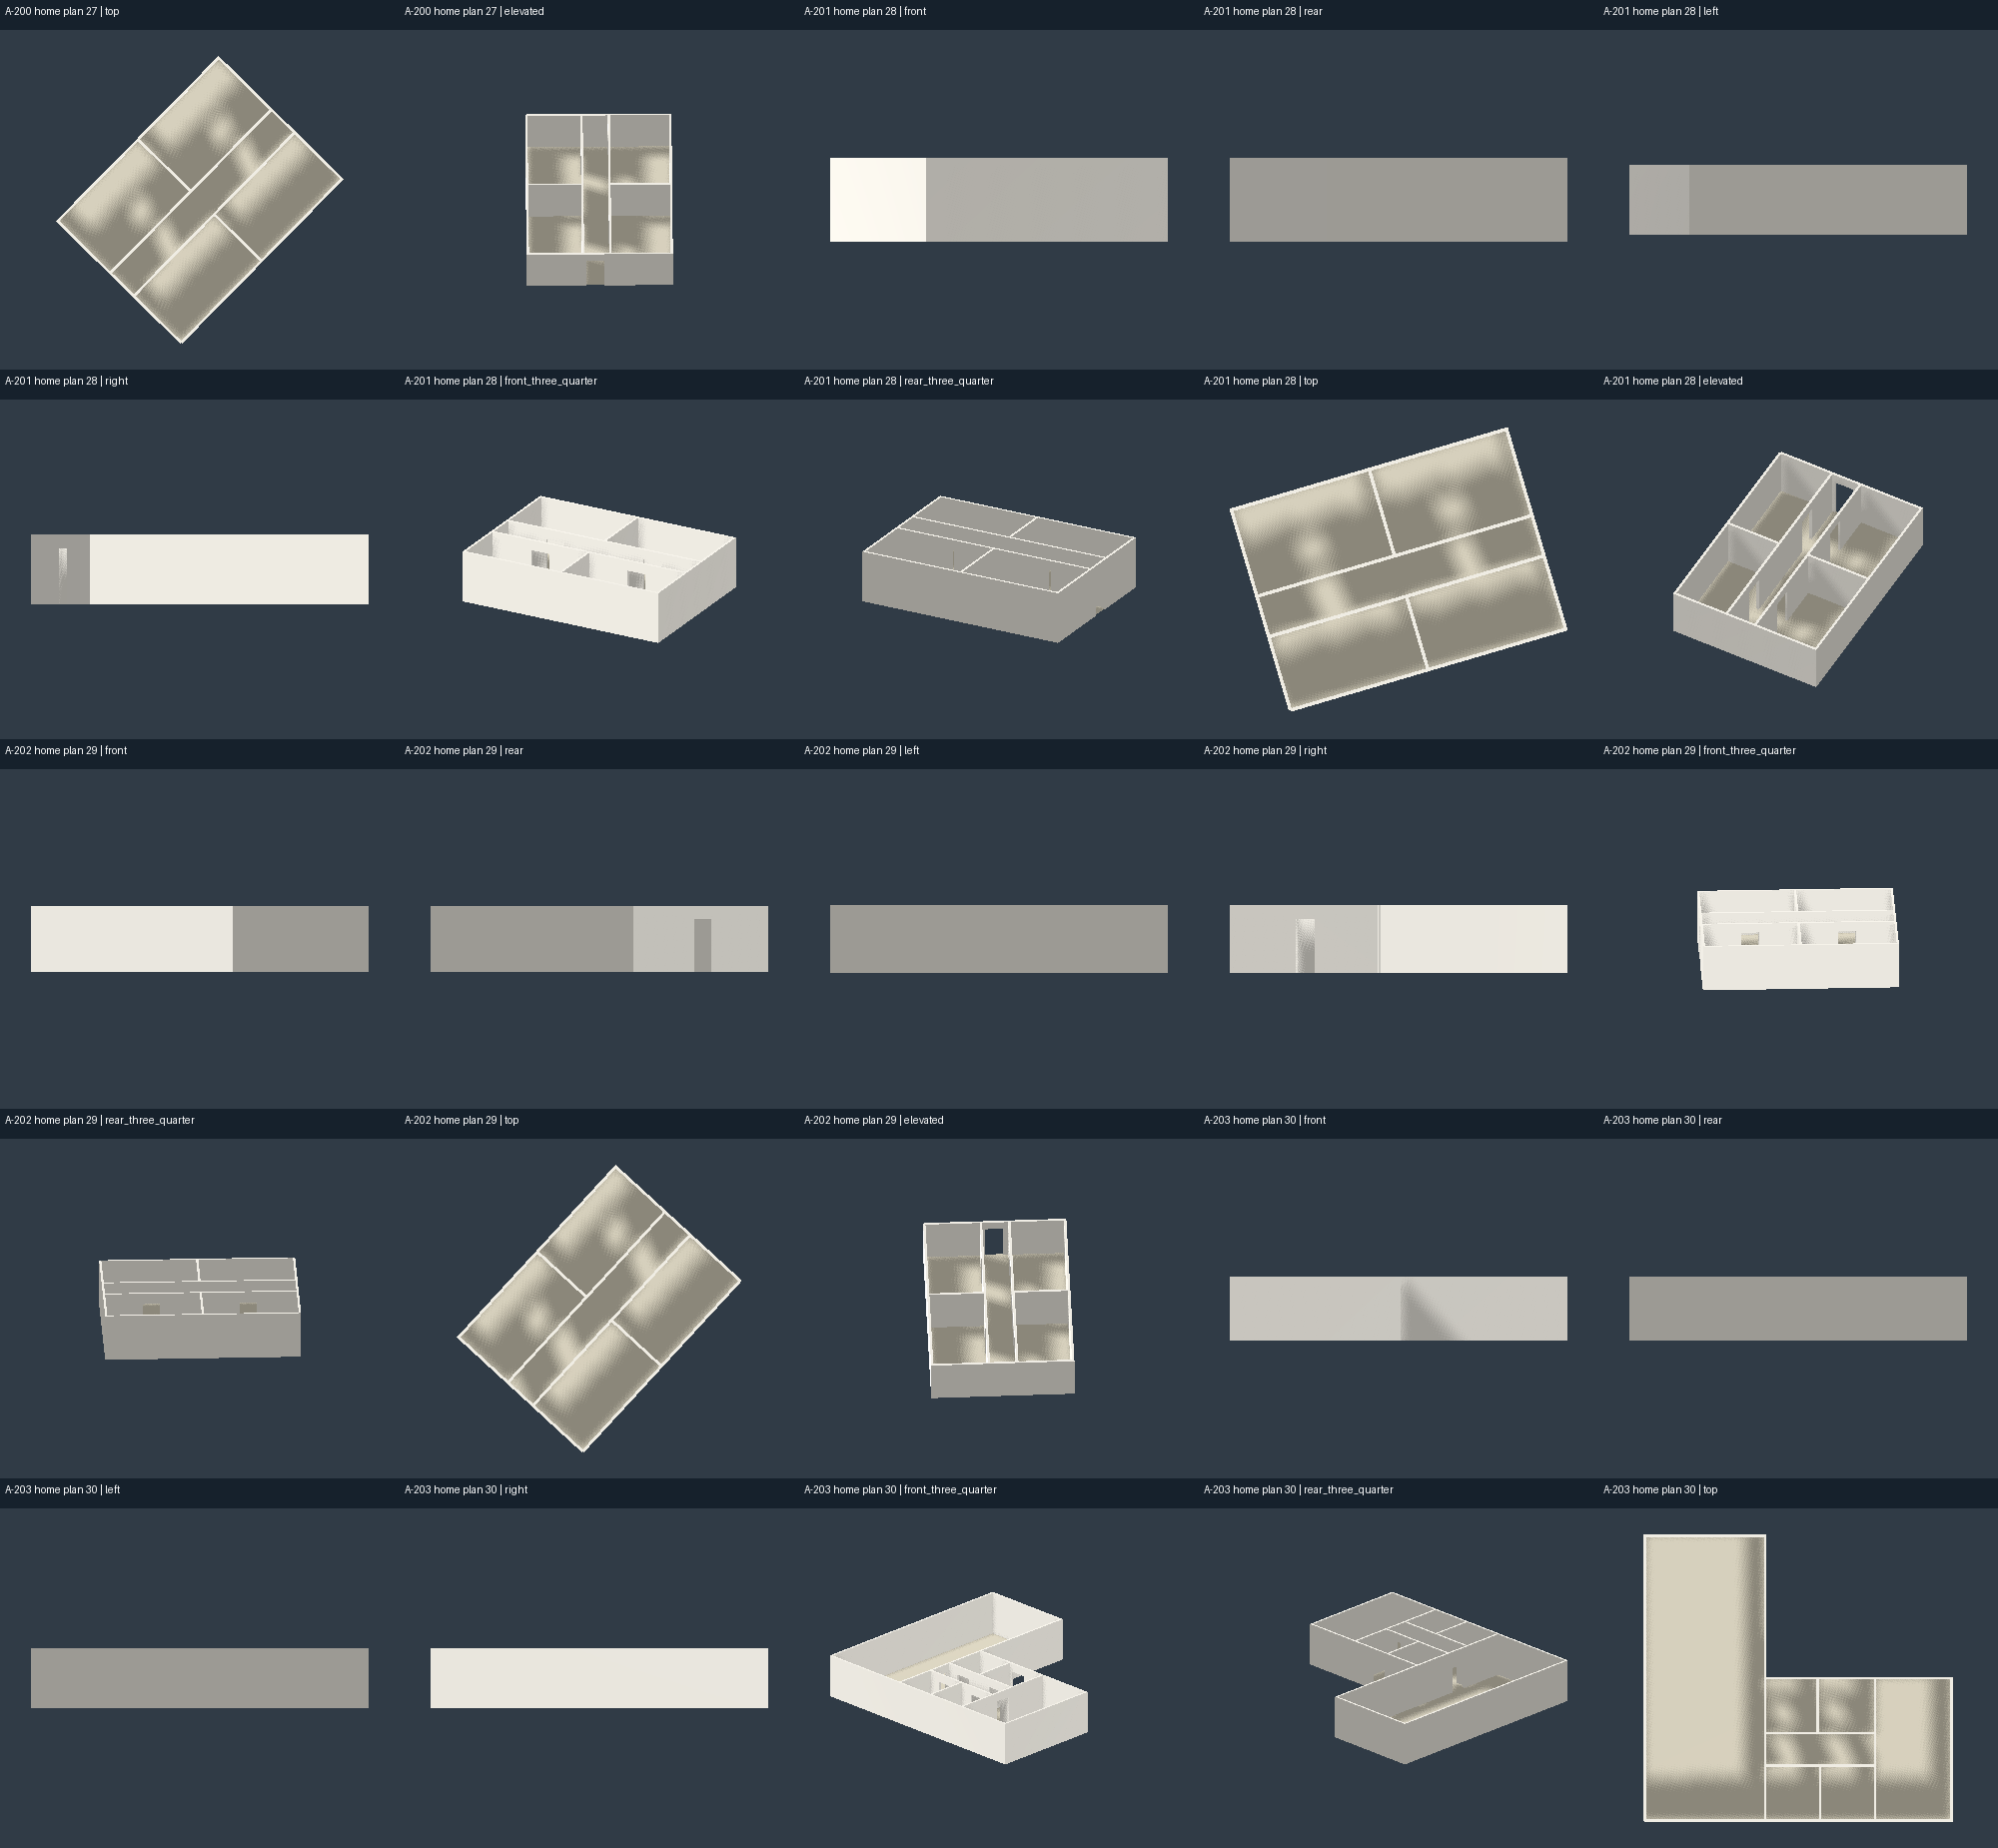 A-200 home plan 27 | top
A-200 home plan 27 | elevated
A-201 home plan 28 | front
A-201 home plan 28 | rear
A-201 home plan 28 | left
A-201 home plan 28 | right
A-201 home plan 28 | front_three_quarter
A-201 home plan 28 | rear_three_quarter
A-201 home plan 28 | top
A-201 home plan 28 | elevated
A-202 home plan 29 | front
A-202 home plan 29 | rear
A-202 home plan 29 | left
A-202 home plan 29 | right
A-202 home plan 29 | front_three_quarter
A-202 home plan 29 | rear_three_quarter
A-202 home plan 29 | top
A-202 home plan 29 | elevated
A-203 home plan 30 | front
A-203 home plan 30 | rear
A-203 home plan 30 | left
A-203 home plan 30 | right
A-203 home plan 30 | front_three_quarter
A-203 home plan 30 | rear_three_quarter
A-203 home plan 30 | top